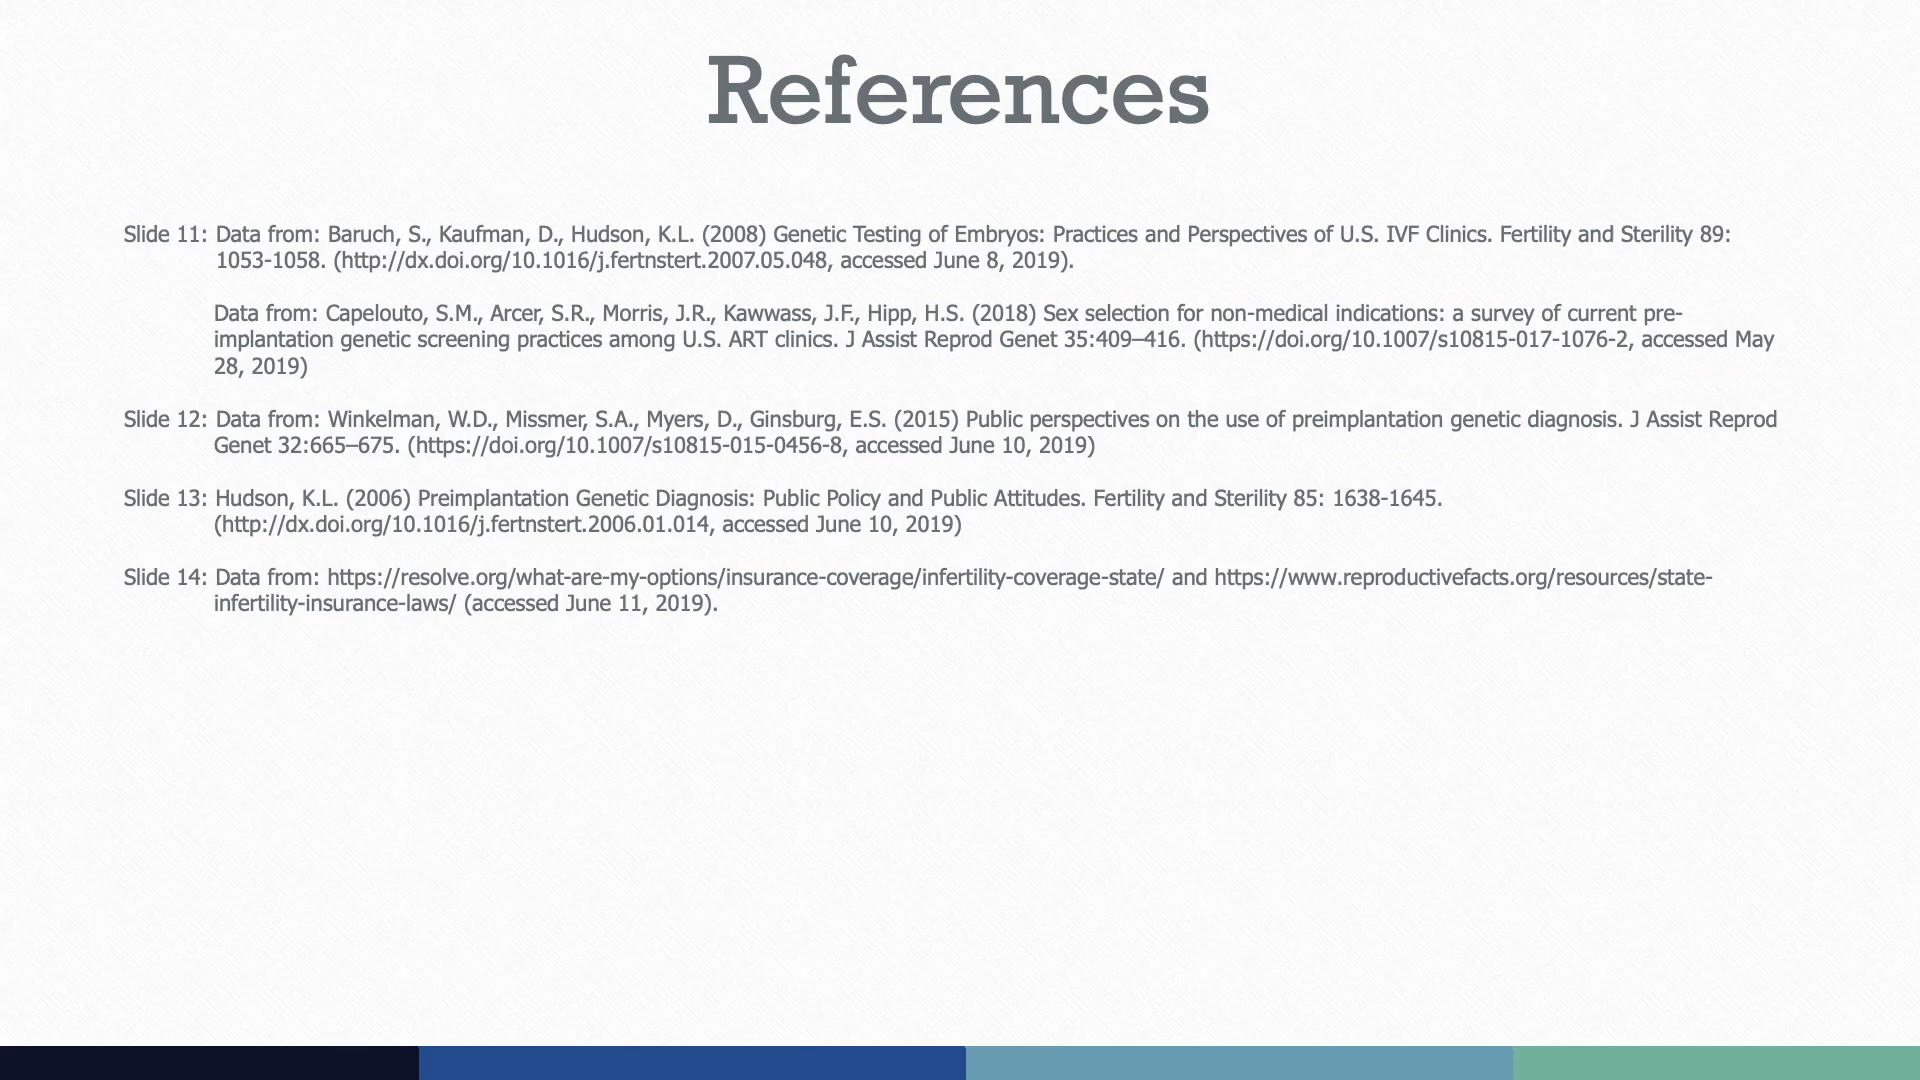 References
Slide 11: Data from: Baruch, S., Kaufman, D., Hudson, K.L. (2008) Genetic Testing of Embryos: Practices and Perspectives of U.S. IVF Clinics. Fertility and Sterility 89:
1053-1058. (http://dx.doi.org/10.1016/j.fertnstert.2007.05.048, accessed June 8, 2019).
Data from: Capelouto, S.M., Arcer, S.R., Morris, J.R., Kawwass, J.F., Hipp, H.S. (2018) Sex selection for non-medical indications: a survey of current pre-
implantation genetic screening practices among U.S. ART clinics. J Assist Reprod Genet 35:409–416. (https://doi.org/10.1007/s10815-017-1076-2, accessed May
28, 2019)
Slide 12: Data from: Winkelman, W.D., Missmer, S.A., Myers, D., Ginsburg, E.S. (2015) Public perspectives on the use of preimplantation genetic diagnosis. J Assist Reprod
Genet 32:665–675. (https://doi.org/10.1007/s10815-015-0456-8, accessed June 10, 2019)
Slide 13: Hudson, K.L. (2006) Preimplantation Genetic Diagnosis: Public Policy and Public Attitudes. Fertility and Sterility 85: 1638-1645.
(http://dx.doi.org/10.1016/j.fertnstert.2006.01.014, accessed June 10, 2019)
Slide 14: Data from: https://resolve.org/what-are-my-options/insurance-coverage/infertility-coverage-state/ and https://www.reproductivefacts.org/resources/state-
infertility-insurance-laws/ (accessed June 11, 2019).